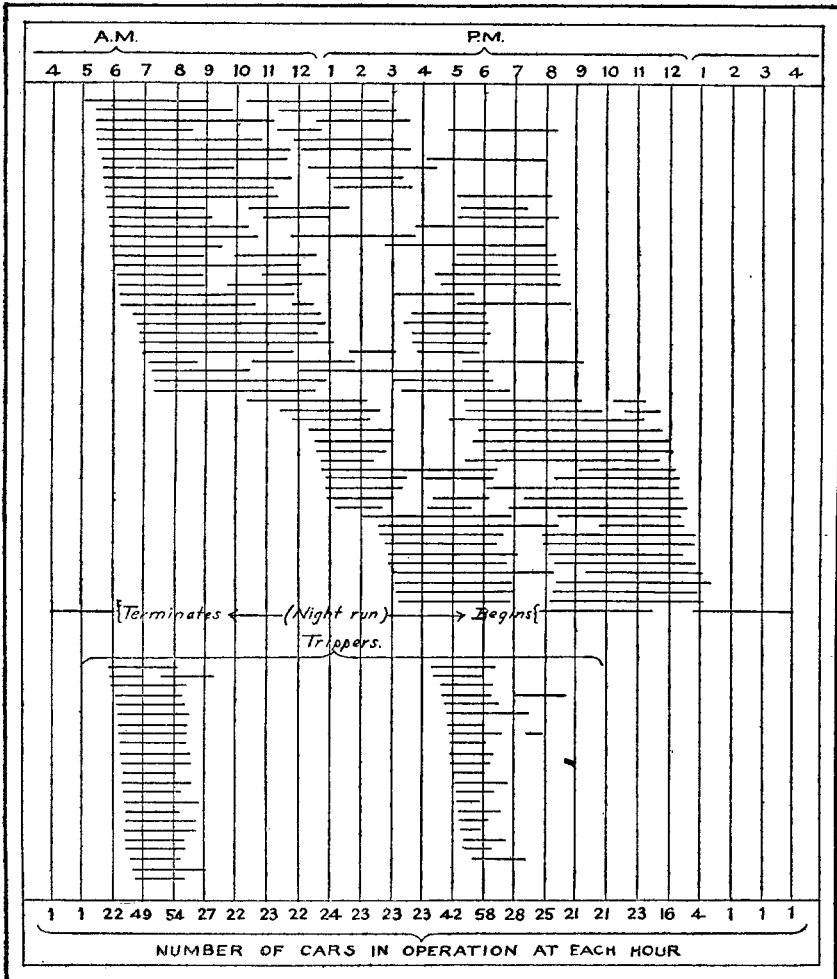 A.M. P.M.
4 5 6 7 8 9 10 11 12 1 2 3 4 5 6 7 8 9 10 11 12 1 2 3 4
Terminates (Night run) Begins
Trippers.
1 1 22 49 54 27 22 23 22 24 23 23 23 42 58 28 25 21 21 23 16 4 1 1 1
NUMBER OF CARS IN OPERATION AT EACH HOUR